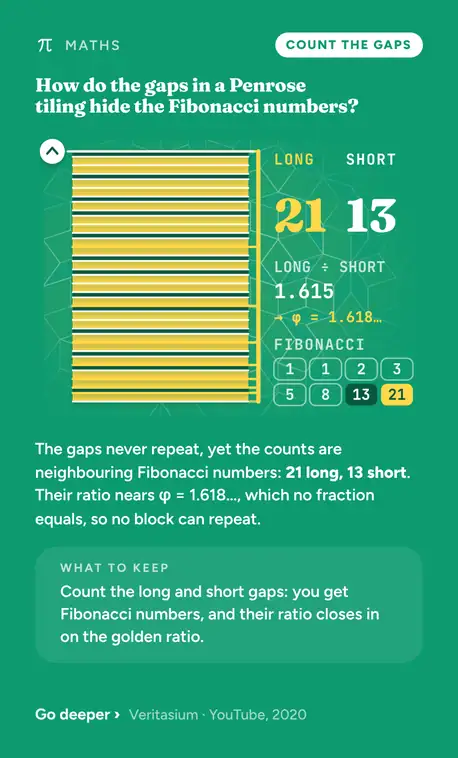 π MATHS
COUNT THE GAPS
How do the gaps in a Penrose
tiling hide the Fibonacci numbers?
LONG SHORT
21 13
LONG ÷ SHORT
1.615
→ φ = 1.618…
FIBONACCI
1 1 2 3
5 8 13 21
The gaps never repeat, yet the counts are
neighbouring Fibonacci numbers: 21 long, 13 short.
Their ratio nears φ = 1.618…, which no fraction
equals, so no block can repeat.
WHAT TO KEEP
Count the long and short gaps: you get
Fibonacci numbers, and their ratio closes in
on the golden ratio.
Go deeper › Veritasium · YouTube, 2020